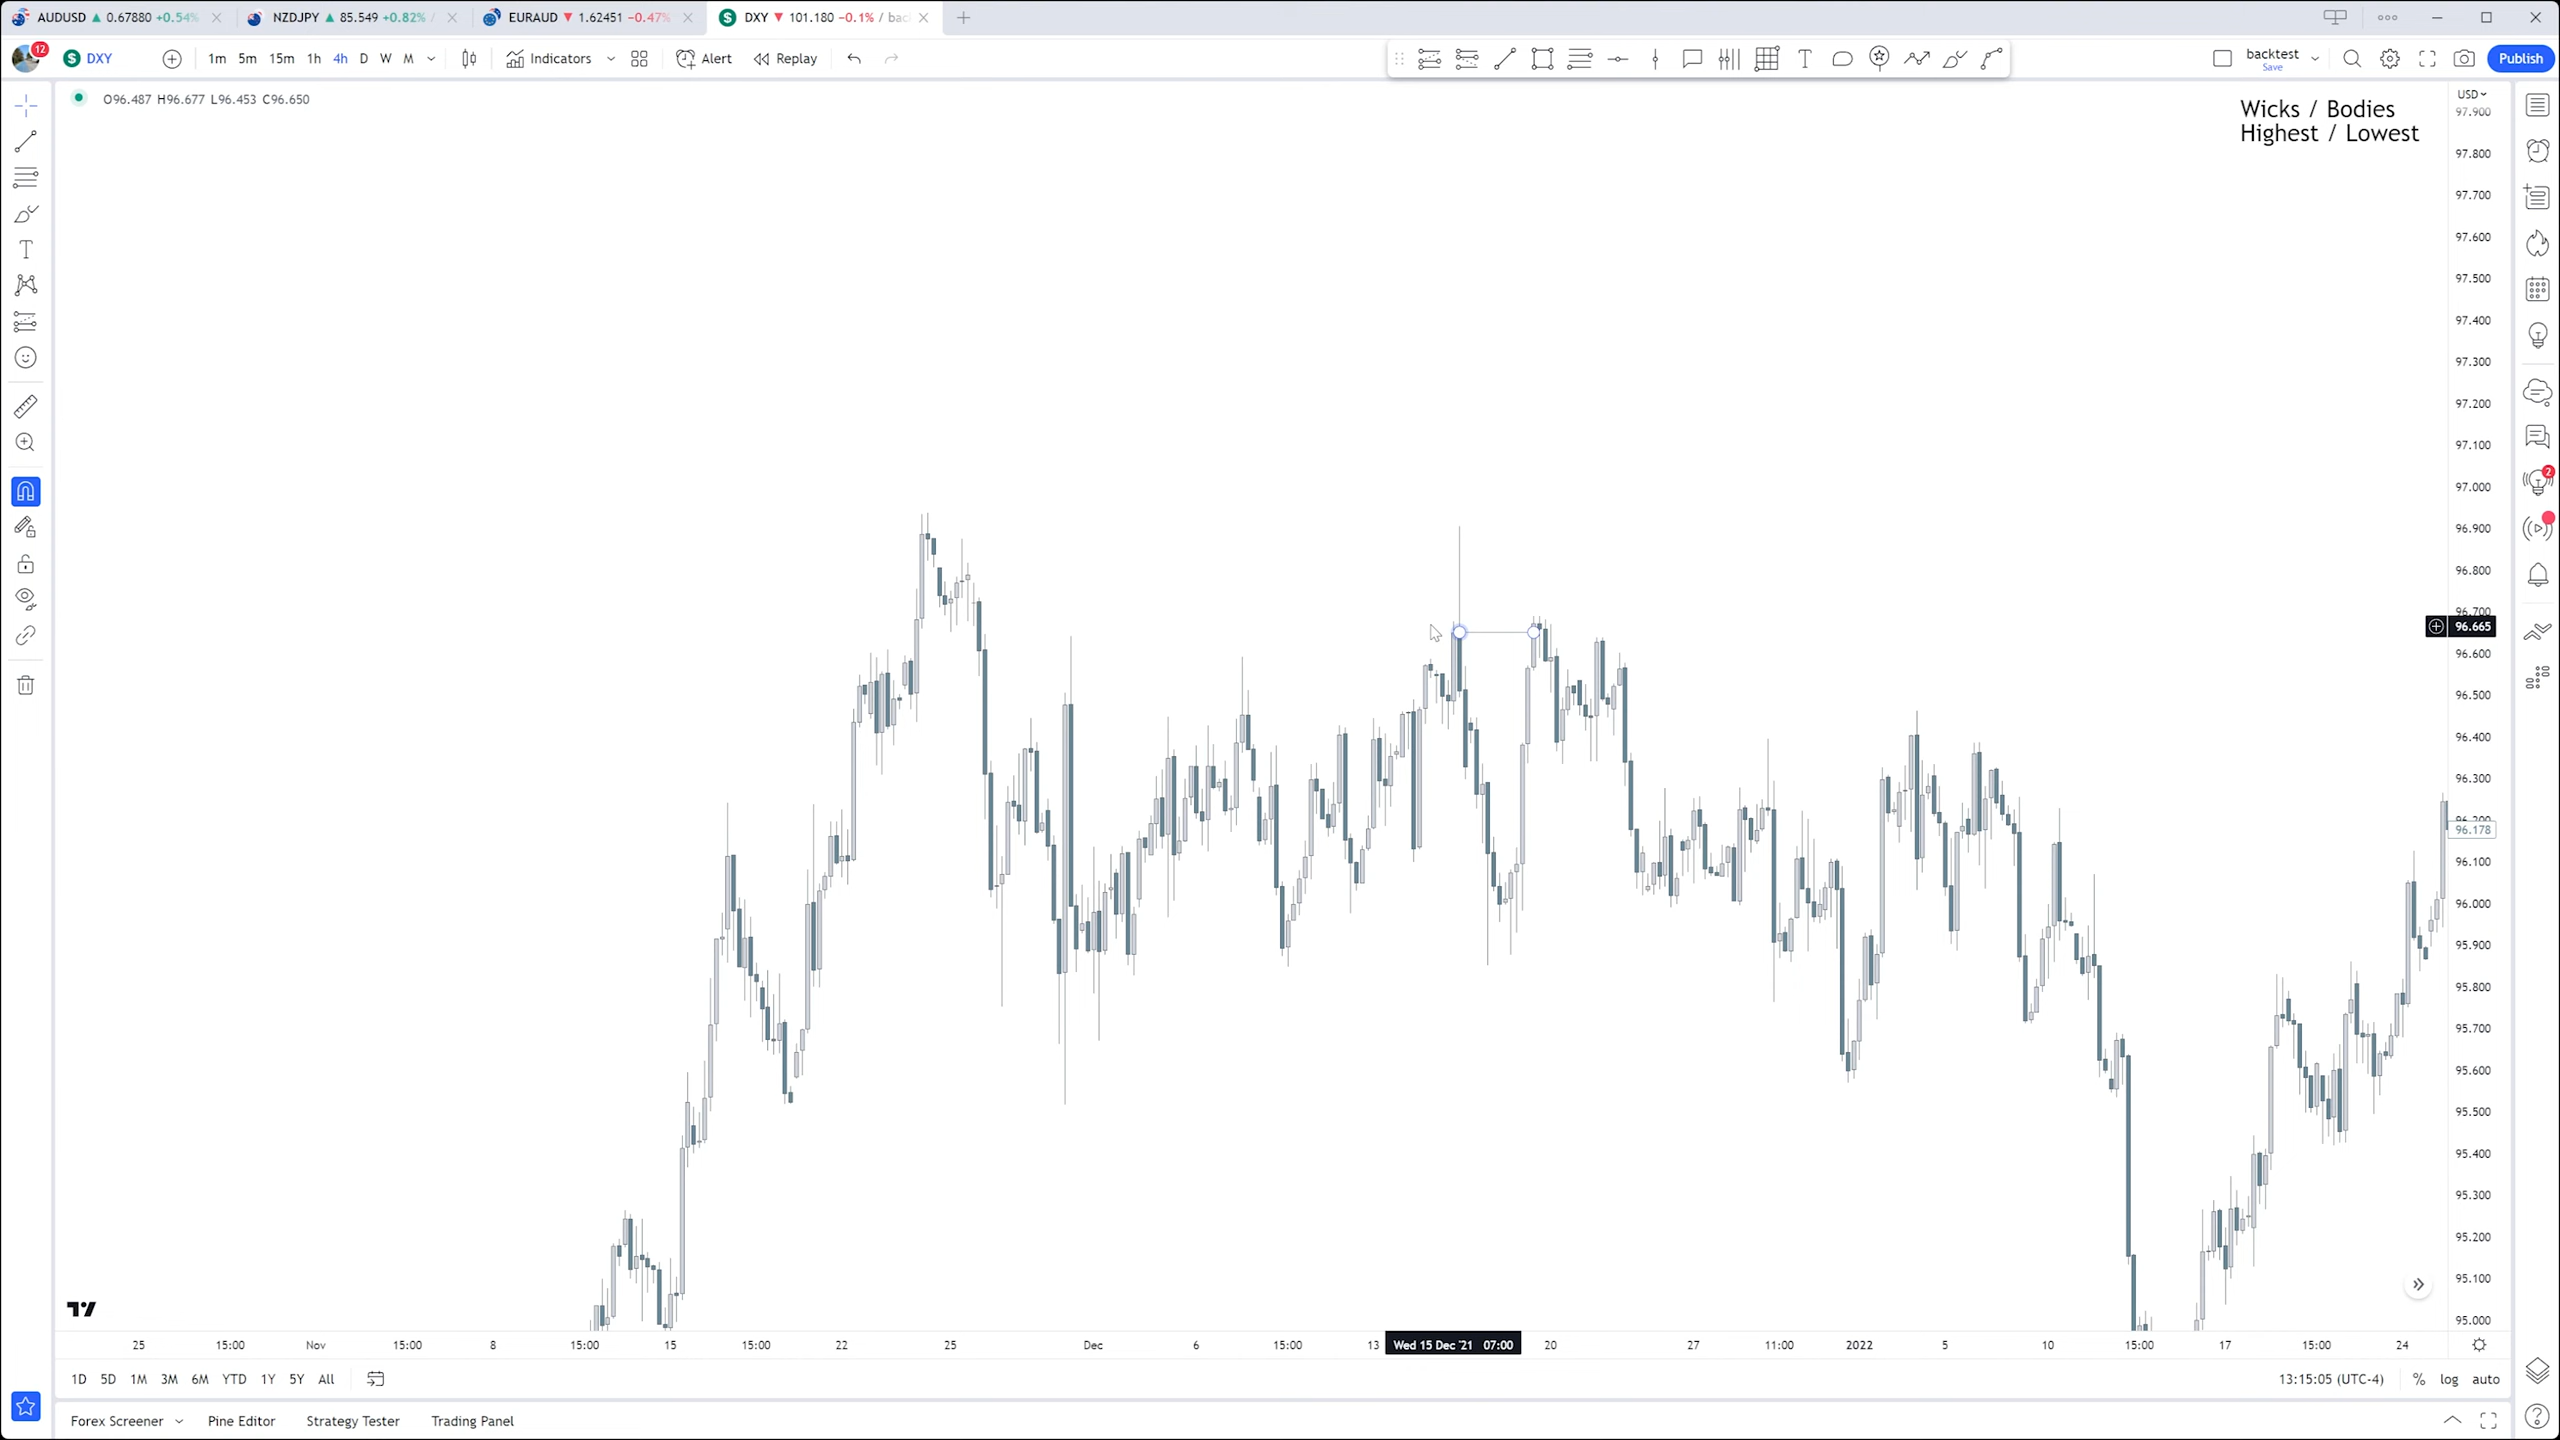 AUDUSD ▲ 0.67880 +0.54%
NZDJPY ▲ 85.549 +0.82% /
EURAUD ▼ 1.62451 −0.47%
DXY ▼ 101.180 −0.1% / bac
12
$ DXY
1m 5m 15m 1h 4h D W M
Indicators
Alert
Replay
backtest
Save
Publish
O96.487 H96.677 L96.453 C96.650
Wicks / Bodies
Highest / Lowest
USD
97.900
97.800
97.700
97.600
97.500
97.400
97.300
97.200
97.100
97.000
96.900
96.800
96.700
96.665
96.600
96.500
96.400
96.300
96.200
96.178
96.100
96.000
95.900
95.800
95.700
95.600
95.500
95.400
95.300
95.200
95.100
95.000
2
25 15:00 Nov 15:00 8 15:00 15 15:00 22 25 Dec 6 15:00 13 Wed 15 Dec '21 07:00 20 27 11:00 2022 5 10 15:00 17 15:00 24
1D 5D 1M 3M 6M YTD 1Y 5Y All
13:15:05 (UTC-4) % log auto
Forex Screener Pine Editor Strategy Tester Trading Panel